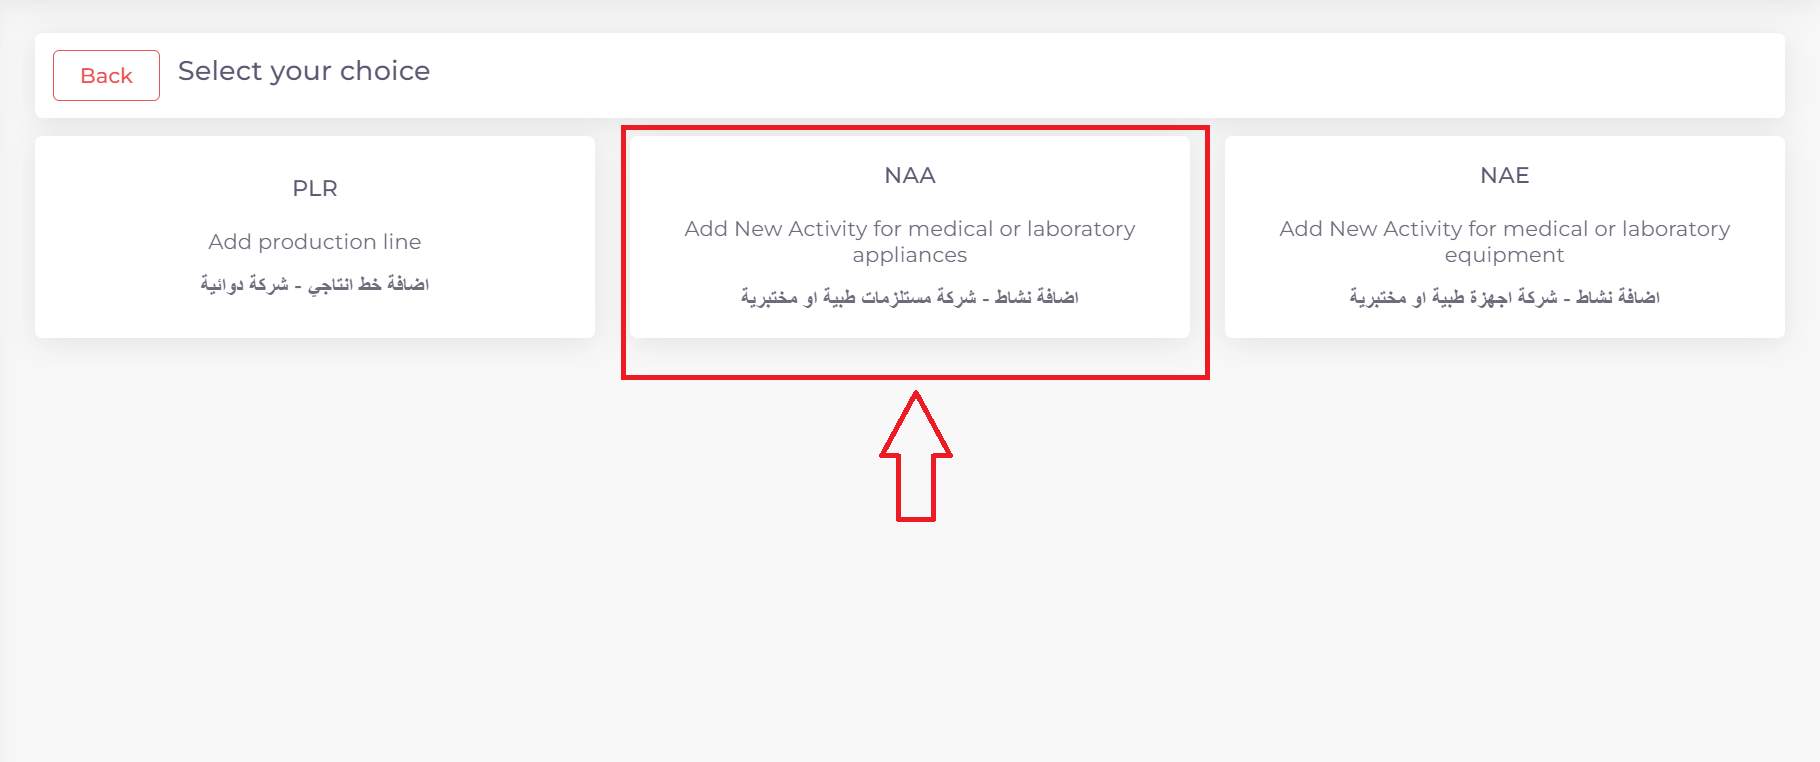 Back
Select your choice
PLR
Add production line
اضافة خط انتاجي - شركة دوائية
NAA
Add New Activity for medical or laboratory
appliances
اضافة نشاط - شركة مستلزمات طبية او مختبرية
NAE
Add New Activity for medical or laboratory
equipment
اضافة نشاط - شركة اجهزة طبية او مختبرية